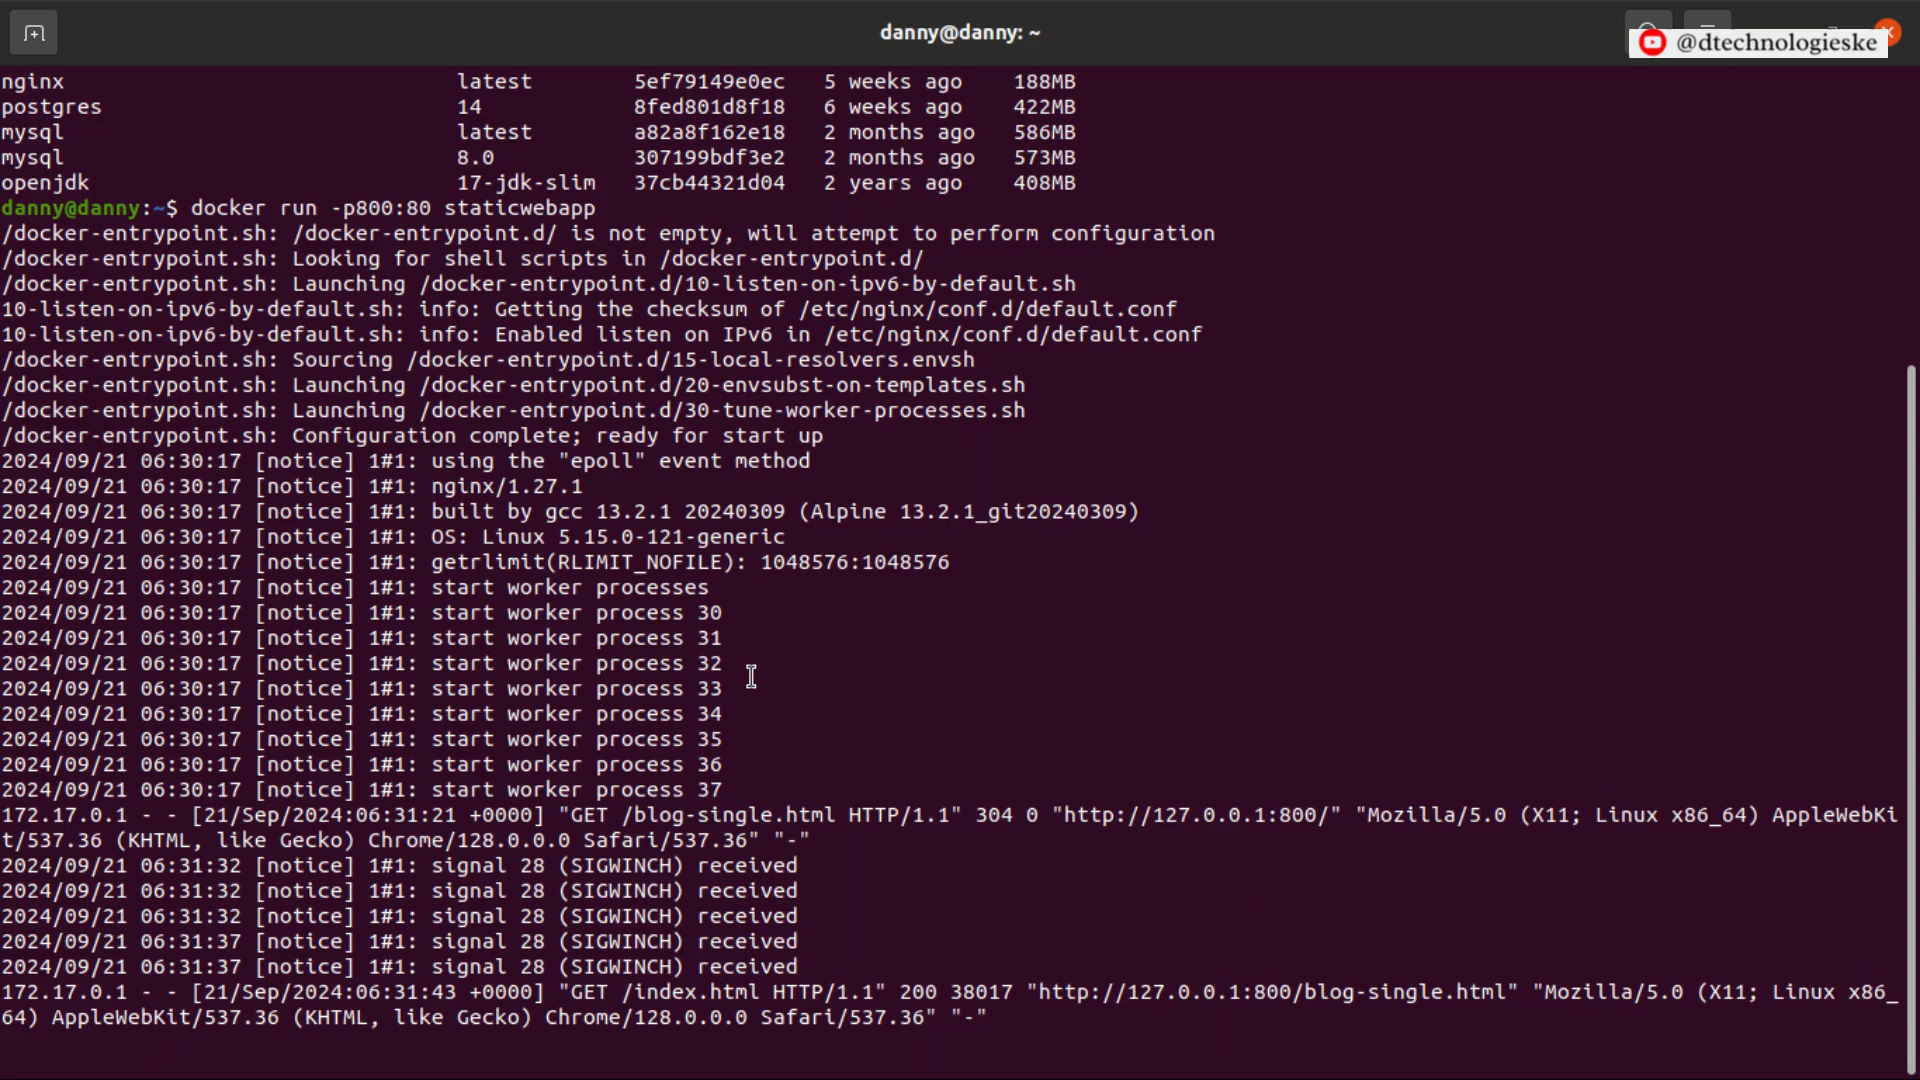 danny@danny: ~
@dtechnologieske
nginx latest 5ef79149e0ec 5 weeks ago 188MB
postgres 14 8fed801d8f18 6 weeks ago 422MB
mysql latest a82a8f162e18 2 months ago 586MB
mysql 8.0 307199bdf3e2 2 months ago 573MB
openjdk 17-jdk-slim 37cb44321d04 2 years ago 408MB
danny@danny:~$ docker run -p800:80 staticwebapp
/docker-entrypoint.sh: /docker-entrypoint.d/ is not empty, will attempt to perform configuration
/docker-entrypoint.sh: Looking for shell scripts in /docker-entrypoint.d/
/docker-entrypoint.sh: Launching /docker-entrypoint.d/10-listen-on-ipv6-by-default.sh
10-listen-on-ipv6-by-default.sh: info: Getting the checksum of /etc/nginx/conf.d/default.conf
10-listen-on-ipv6-by-default.sh: info: Enabled listen on IPv6 in /etc/nginx/conf.d/default.conf
/docker-entrypoint.sh: Sourcing /docker-entrypoint.d/15-local-resolvers.envsh
/docker-entrypoint.sh: Launching /docker-entrypoint.d/20-envsubst-on-templates.sh
/docker-entrypoint.sh: Launching /docker-entrypoint.d/30-tune-worker-processes.sh
/docker-entrypoint.sh: Configuration complete; ready for start up
2024/09/21 06:30:17 [notice] 1#1: using the "epoll" event method
2024/09/21 06:30:17 [notice] 1#1: nginx/1.27.1
2024/09/21 06:30:17 [notice] 1#1: built by gcc 13.2.1 20240309 (Alpine 13.2.1_git20240309)
2024/09/21 06:30:17 [notice] 1#1: OS: Linux 5.15.0-121-generic
2024/09/21 06:30:17 [notice] 1#1: getrlimit(RLIMIT_NOFILE): 1048576:1048576
2024/09/21 06:30:17 [notice] 1#1: start worker processes
2024/09/21 06:30:17 [notice] 1#1: start worker process 30
2024/09/21 06:30:17 [notice] 1#1: start worker process 31
2024/09/21 06:30:17 [notice] 1#1: start worker process 32
2024/09/21 06:30:17 [notice] 1#1: start worker process 33
2024/09/21 06:30:17 [notice] 1#1: start worker process 34
2024/09/21 06:30:17 [notice] 1#1: start worker process 35
2024/09/21 06:30:17 [notice] 1#1: start worker process 36
2024/09/21 06:30:17 [notice] 1#1: start worker process 37
172.17.0.1 - - [21/Sep/2024:06:31:21 +0000] "GET /blog-single.html HTTP/1.1" 304 0 "http://127.0.0.1:800/" "Mozilla/5.0 (X11; Linux x86_64) AppleWebKi
t/537.36 (KHTML, like Gecko) Chrome/128.0.0.0 Safari/537.36" "-"
2024/09/21 06:31:32 [notice] 1#1: signal 28 (SIGWINCH) received
2024/09/21 06:31:32 [notice] 1#1: signal 28 (SIGWINCH) received
2024/09/21 06:31:32 [notice] 1#1: signal 28 (SIGWINCH) received
2024/09/21 06:31:37 [notice] 1#1: signal 28 (SIGWINCH) received
2024/09/21 06:31:37 [notice] 1#1: signal 28 (SIGWINCH) received
172.17.0.1 - - [21/Sep/2024:06:31:43 +0000] "GET /index.html HTTP/1.1" 200 38017 "http://127.0.0.1:800/blog-single.html" "Mozilla/5.0 (X11; Linux x86_
64) AppleWebKit/537.36 (KHTML, like Gecko) Chrome/128.0.0.0 Safari/537.36" "-"